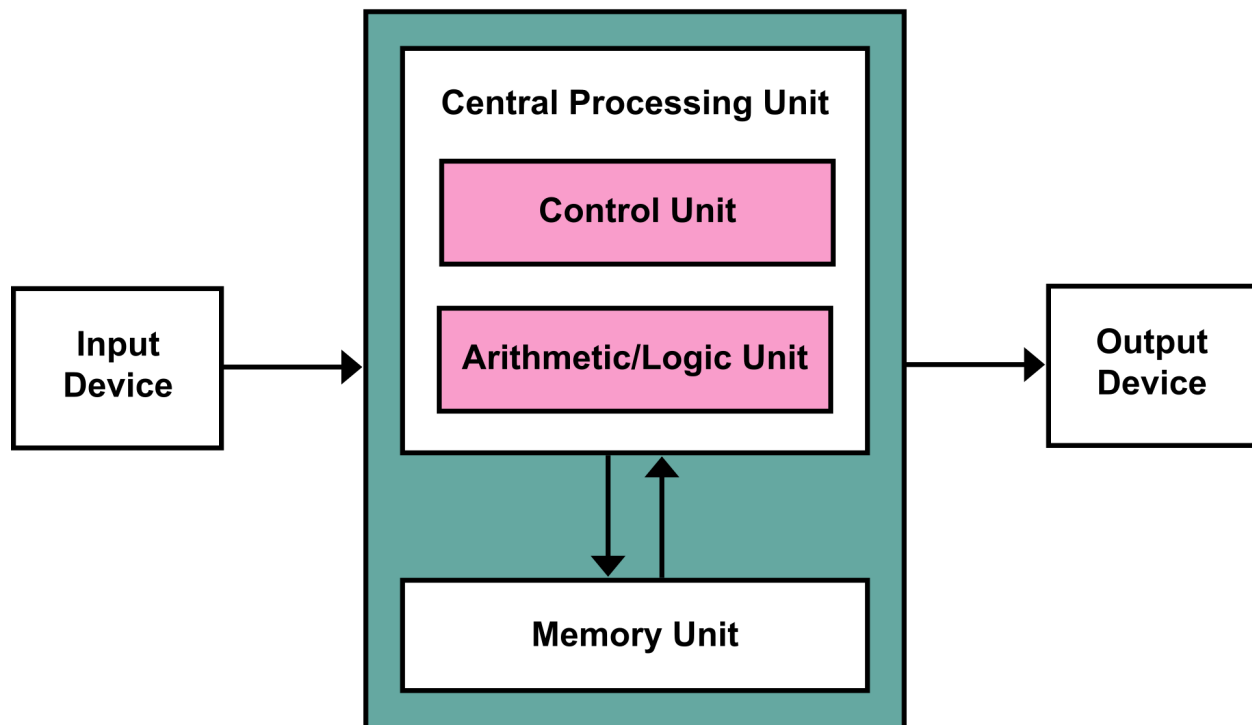 Central Processing Unit
Control Unit
Arithmetic/Logic Unit
Input
Device
Output
Device
Memory Unit